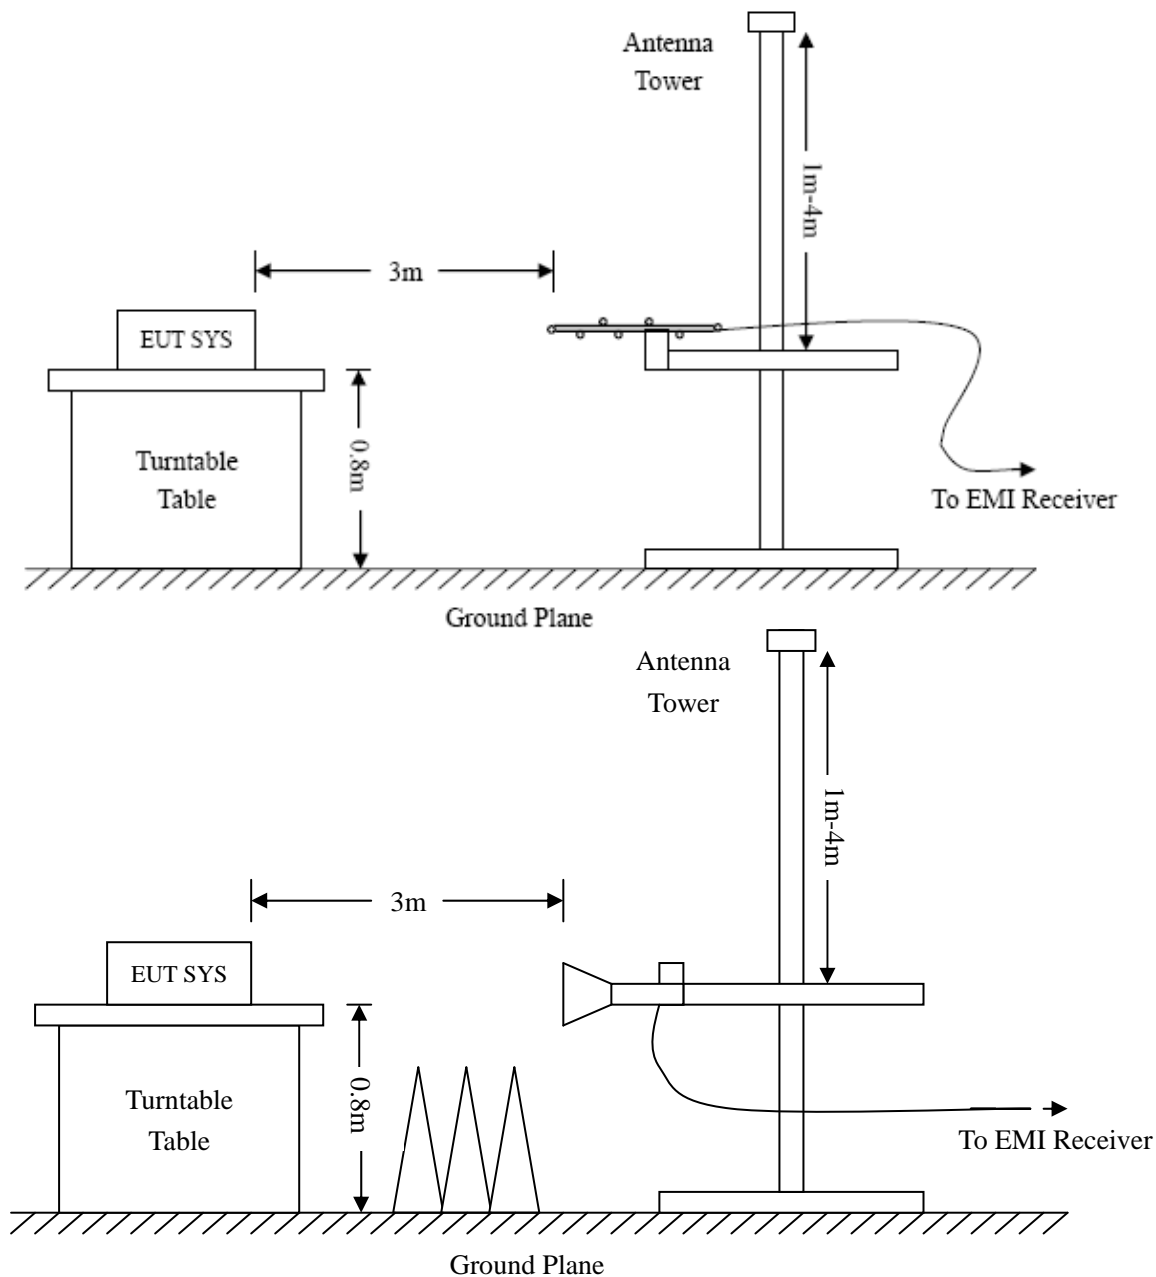 Antenna
Tower
1m-4m
3m
EUT SYS
Turntable
Table
0.8m
To EMI Receiver
Ground Plane
Antenna
Tower
1m-4m
3m
EUT SYS
Turntable
Table
0.8m
To EMI Receiver
Ground Plane